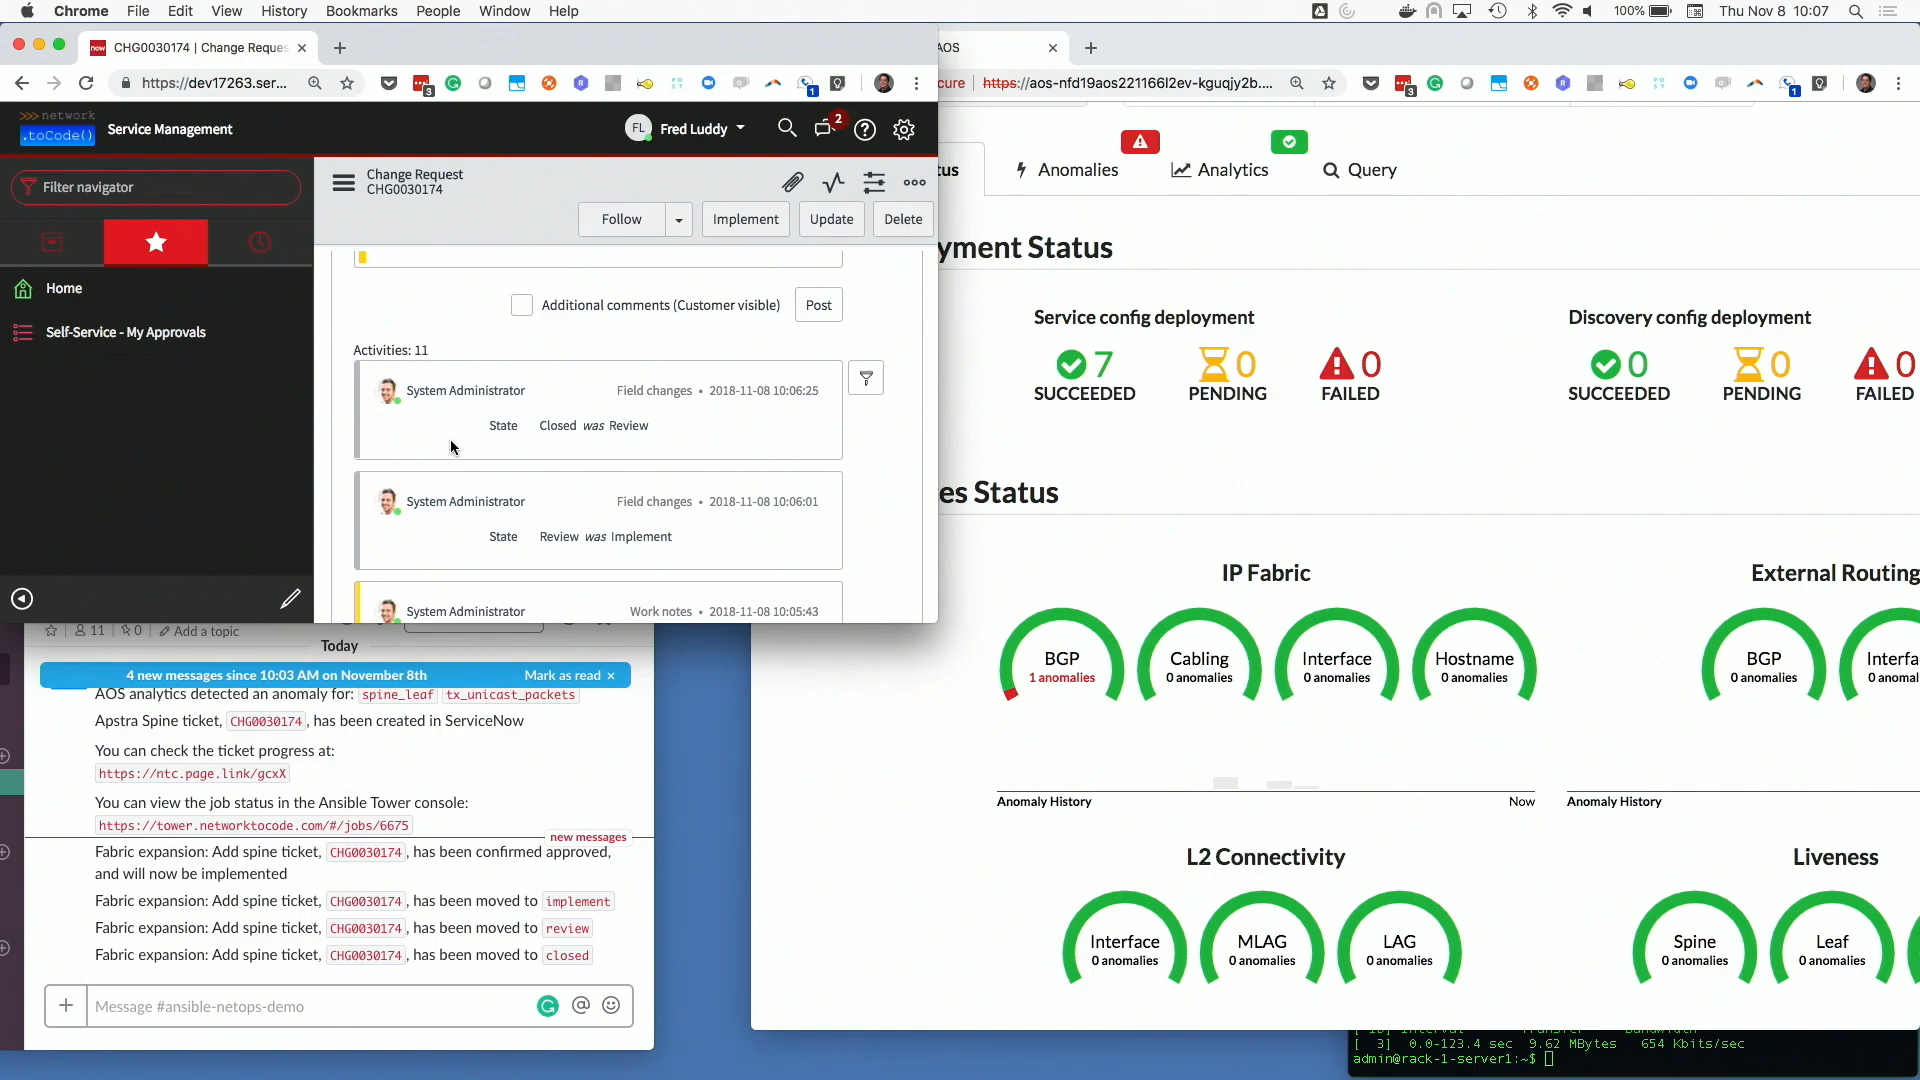 Chrome File Edit View History Bookmarks People Window Help
100% Thu Nov 8 10:07
CHG0030174 | Change Reques
https://dev17263.ser...
3
1
>>> network
.toCode()
Service Management
FL Fred Luddy
2
Filter navigator
Home
Self-Service - My Approvals
Change Request
CHG0030174
Follow
Implement
Update
Delete
Additional comments (Customer visible)
Post
Activities: 11
System Administrator
Field changes • 2018-11-08 10:06:25
State Closed was Review
System Administrator
Field changes • 2018-11-08 10:06:01
State Review was Implement
System Administrator
Work notes • 2018-11-08 10:05:43
11 | 0 | Add a topic
Today
4 new messages since 10:03 AM on November 8th
Mark as read ×
AOS analytics detected an anomaly for: spine_leaf tx_unicast_packets
Apstra Spine ticket, CHG0030174, has been created in ServiceNow
You can check the ticket progress at:
https://ntc.page.link/gcxX
You can view the job status in the Ansible Tower console:
https://tower.networktocode.com/#/jobs/6675
new messages
Fabric expansion: Add spine ticket, CHG0030174, has been confirmed approved,
and will now be implemented
Fabric expansion: Add spine ticket, CHG0030174, has been moved to implement
Fabric expansion: Add spine ticket, CHG0030174, has been moved to review
Fabric expansion: Add spine ticket, CHG0030174, has been moved to closed
Message #ansible-netops-demo
AOS
cure | https://aos-nfd19aos221166l2ev-kguqjy2b....
3
1
tus
Anomalies
Analytics
Query
yment Status
Service config deployment
7 SUCCEEDED
0 PENDING
0 FAILED
Discovery config deployment
0 SUCCEEDED
0 PENDING
0 FAILED
es Status
IP Fabric
BGP
1 anomalies
Cabling
0 anomalies
Interface
0 anomalies
Hostname
0 anomalies
Anomaly History
Now
External Routing
BGP
0 anomalies
Interfa
0 anomal
Anomaly History
L2 Connectivity
Interface
0 anomalies
MLAG
0 anomalies
LAG
0 anomalies
Liveness
Spine
0 anomalies
Leaf
0 anomalies
[ 3] 0.0-123.4 sec 9.62 MBytes 654 Kbits/sec
admin@rack-1-server1:~$